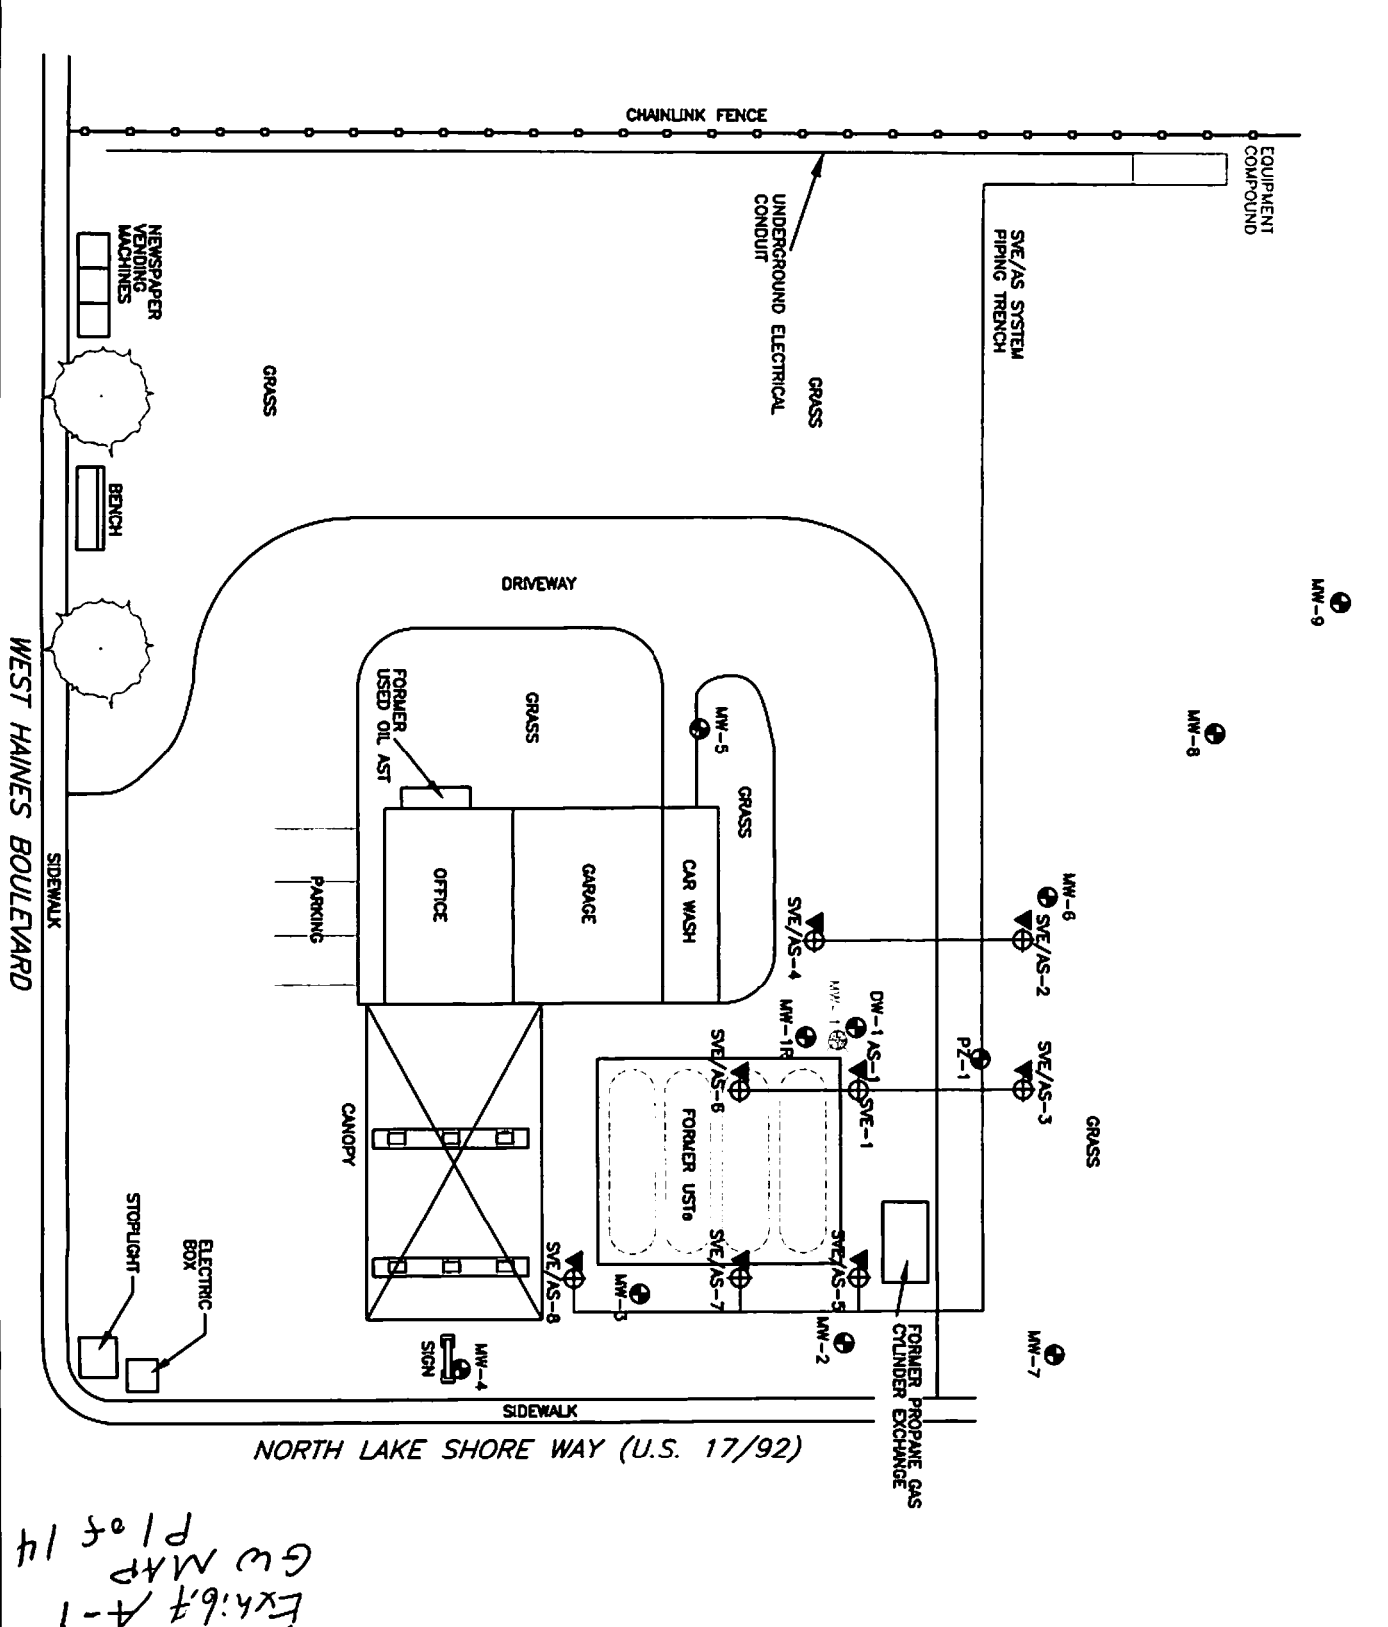 CHAINLINK FENCE
EQUIPMENT
COMPOUND
UNDERGROUND ELECTRICAL
CONDUIT
SVE/AS SYSTEM
PIPING TRENCH
NEWSPAPER
VENDING
MACHINES
GRASS
GRASS
BENCH
DRIVEWAY
MW-9
MW-8
FORMER
USED OIL AST
GRASS
MW-5
GRASS
OFFICE
GARAGE
CAR WASH
PARKING
SIDEWALK
WEST HAINES BOULEVARD
MW-6
SVE/AS-2
SVE/AS-4
MW-1
DW-1
MW-1R
AS-1
SVE-1
PZ-1
SVE/AS-3
SVE/AS-6
FORMER USTs
GRASS
CANOPY
STOPLIGHT
ELECTRIC
BOX
SVE/AS-8
MW-3
SVE/AS-7
SVE/AS-5
MW-2
MW-7
MW-4
SIGN
FORMER PROPANE GAS
CYLINDER EXCHANGE
SIDEWALK
NORTH LAKE SHORE WAY (U.S. 17/92)
Exhibit A-1
GW MAP
P1 of 14